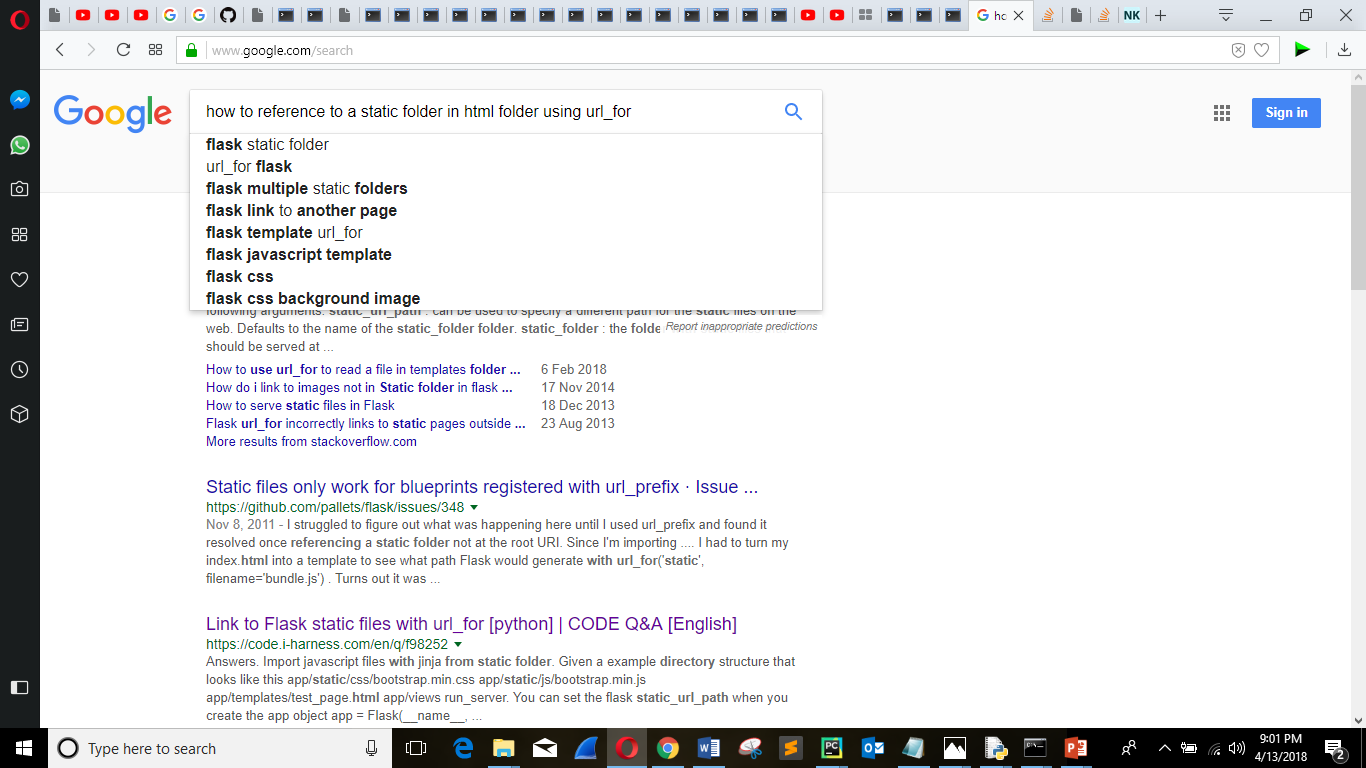 hc
NK
www.google.com/search
Google
how to reference to a static folder in html folder using url_for
Sign in
flask static folder
url_for flask
flask multiple static folders
flask link to another page
flask template url_for
flask javascript template
flask css
flask css background image
following arguments. static_url_path : can be used to specify a different path for the static files on the
web. Defaults to the name of the static_folder folder. static_folder : the folde
Report inappropriate predictions
should be served at ...
How to use url_for to read a file in templates folder ... 6 Feb 2018
How do i link to images not in Static folder in flask ... 17 Nov 2014
How to serve static files in Flask 18 Dec 2013
Flask url_for incorrectly links to static pages outside ... 23 Aug 2013
More results from stackoverflow.com
Static files only work for blueprints registered with url_prefix · Issue ...
https://github.com/pallets/flask/issues/348
Nov 8, 2011 - I struggled to figure out what was happening here until I used url_prefix and found it
resolved once referencing a static folder not at the root URI. Since I'm importing .... I had to turn my
index.html into a template to see what path Flask would generate with url_for('static',
filename='bundle.js') . Turns out it was ...
Link to Flask static files with url_for [python] | CODE Q&A [English]
https://code.i-harness.com/en/q/f98252
Answers. Import javascript files with jinja from static folder. Given a example directory structure that
looks like this app/static/css/bootstrap.min.css app/static/js/bootstrap.min.js
app/templates/test_page.html app/views run_server. You can set the flask static_url_path when you
create the app object app = Flask(__name__, ...
Type here to search
9:01 PM
4/13/2018
2